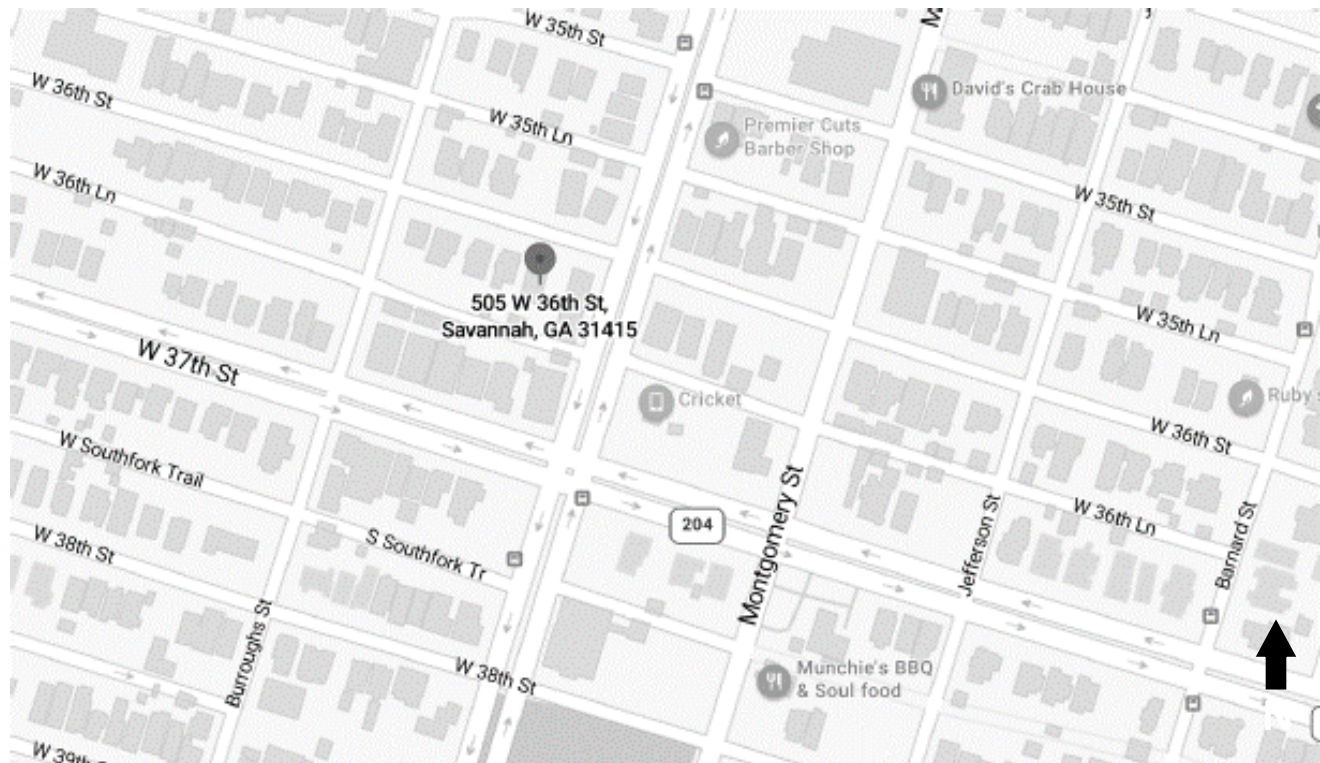 W 35th St
W 36th St
W 35th Ln
David's Crab House
Premier Cuts
Barber Shop
W 36th Ln
W 35th St
505 W 36th St,
Savannah, GA 31415
W 35th Ln
W 37th St
Cricket
Ruby's
W 36th St
W Southfork Trail
204
Montgomery St
Jefferson St
W 36th Ln
Barnard St
W 38th St
S Southfork Tr
Burroughs St
W 38th St
Munchie's BBQ
& Soul food
W 39th